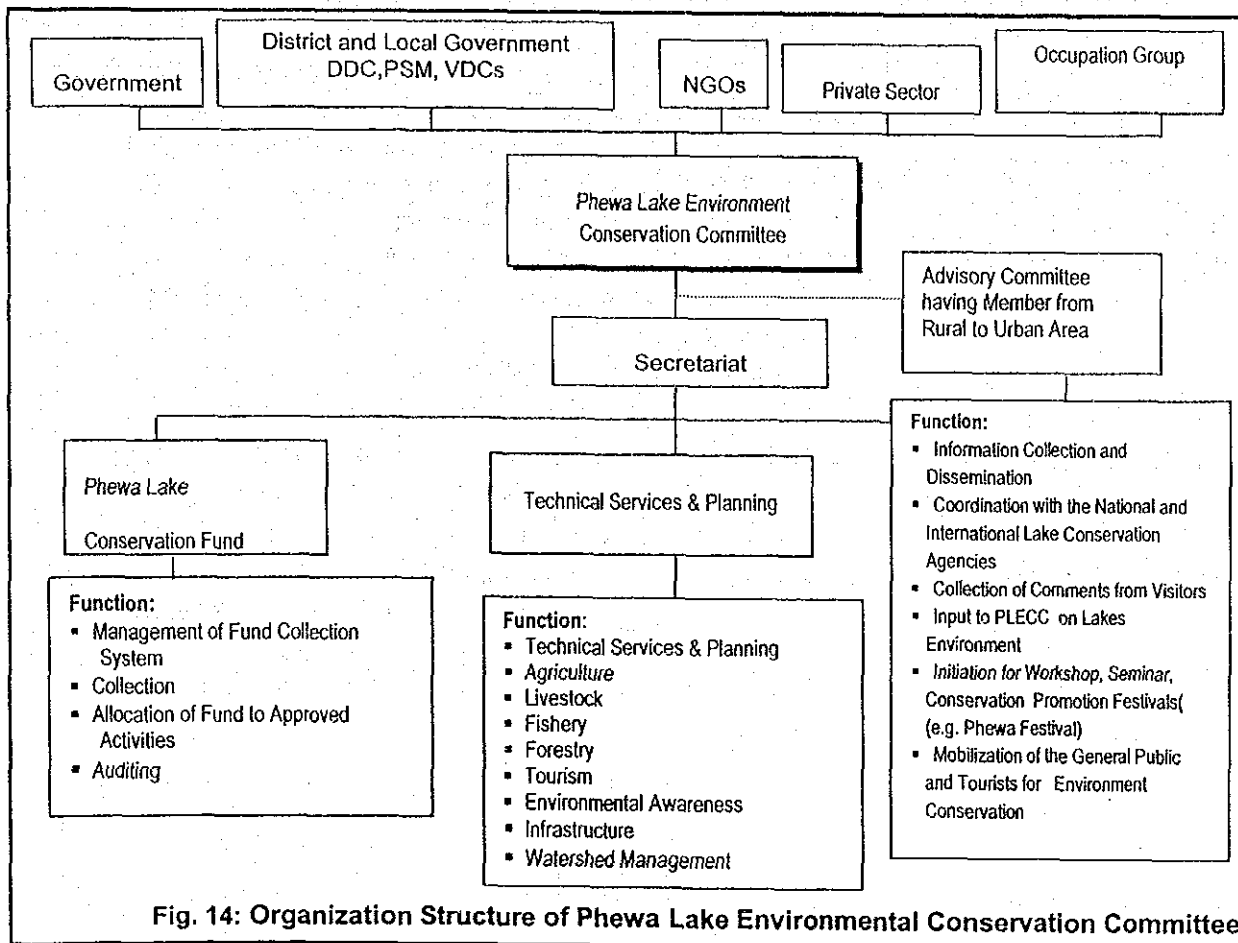 Government
District and Local Government
DDC,PSM, VDCs
NGOs
Private Sector
Occupation Group
Phewa Lake Environment
Conservation Committee
Advisory Committee
having Member from
Rural to Urban Area
Secretariat
Phewa Lake
Conservation Fund
Technical Services & Planning
Function:
▪ Management of Fund Collection
System
▪ Collection
▪ Allocation of Fund to Approved
Activities
▪ Auditing
Function:
▪ Technical Services & Planning
▪ Agriculture
▪ Livestock
▪ Fishery
▪ Forestry
▪ Tourism
▪ Environmental Awareness
▪ Infrastructure
▪ Watershed Management
Function:
▪ Information Collection and
Dissemination
▪ Coordination with the National and
International Lake Conservation
Agencies
▪ Collection of Comments from Visitors
▪ Input to PLECC on Lakes
Environment
▪ Initiation for Workshop, Seminar,
Conservation Promotion Festivals(
(e.g. Phewa Festival)
▪ Mobilization of the General Public
and Tourists for Environment
Conservation
Fig. 14: Organization Structure of Phewa Lake Environmental Conservation Committee